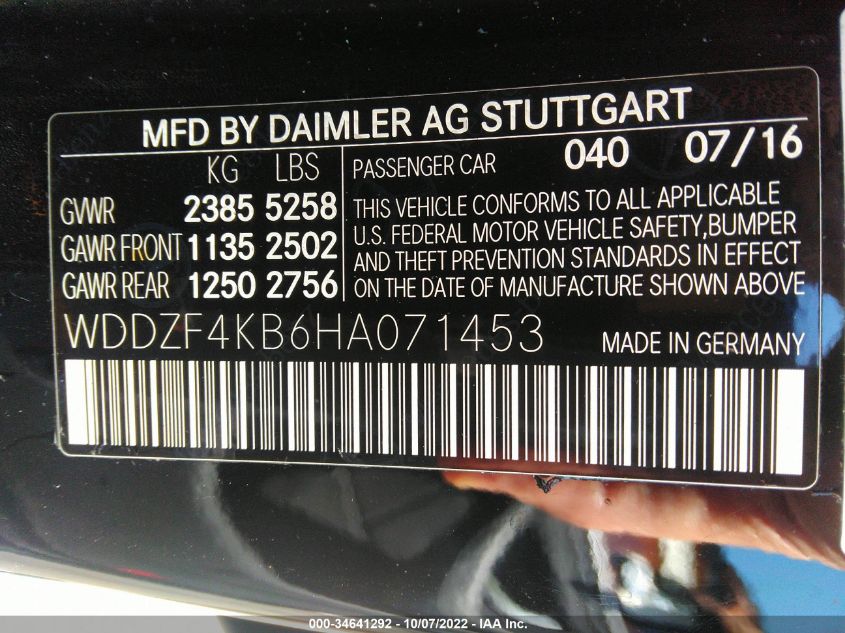 MFD BY DAIMLER AG STUTTGART
KG LBS
GVWR 2385 5258
GAWR FRONT 1135 2502
GAWR REAR 1250 2756
PASSENGER CAR 040 07/16
THIS VEHICLE CONFORMS TO ALL APPLICABLE
U.S. FEDERAL MOTOR VEHICLE SAFETY,BUMPER
AND THEFT PREVENTION STANDARDS IN EFFECT
ON THE DATE OF MANUFACTURE SHOWN ABOVE
WDDZF4KB6HA071453 MADE IN GERMANY
000-34641292 - 10/07/2022 - IAA Inc.